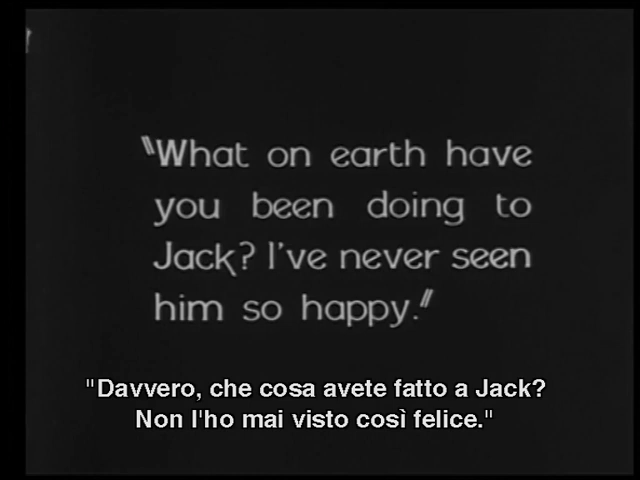 "What on earth have
you been doing to
Jack? I've never seen
him so happy."
"Davvero, che cosa avete fatto a Jack?
Non l'ho mai visto così felice."